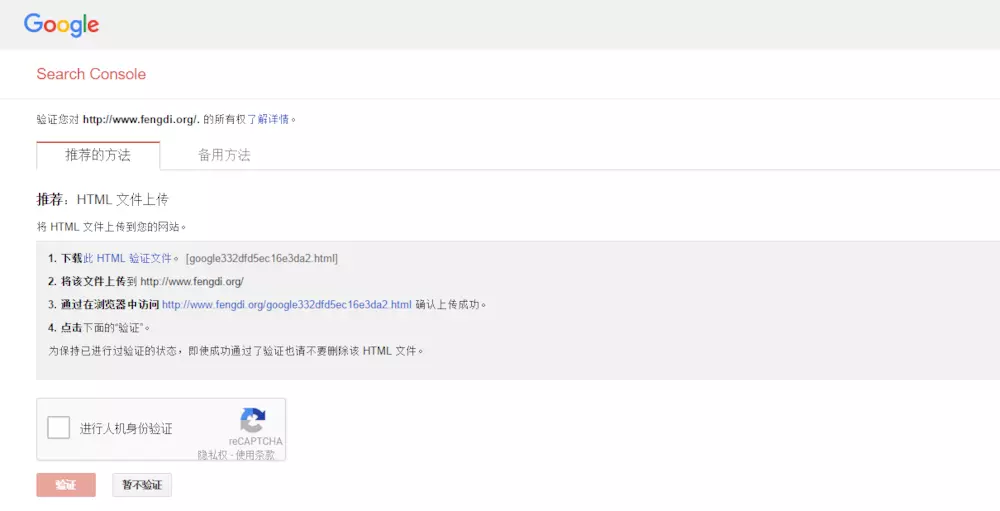 Google
Search Console
验证您对 http://www.fengdi.org/. 的所有权了解详情。
推荐的方法 备用方法
推荐：HTML 文件上传
将 HTML 文件上传到您的网站。
1. 下载此 HTML 验证文件。 [google332dfd5ec16e3da2.html]
2. 将该文件上传到 http://www.fengdi.org/
3. 通过在浏览器中访问 http://www.fengdi.org/google332dfd5ec16e3da2.html 确认上传成功。
4. 点击下面的“验证”。
为保持已进行过验证的状态，即使成功通过了验证也请不要删除该 HTML 文件。
进行人机身份验证
reCAPTCHA
隐私权 - 使用条款
验证 暂不验证